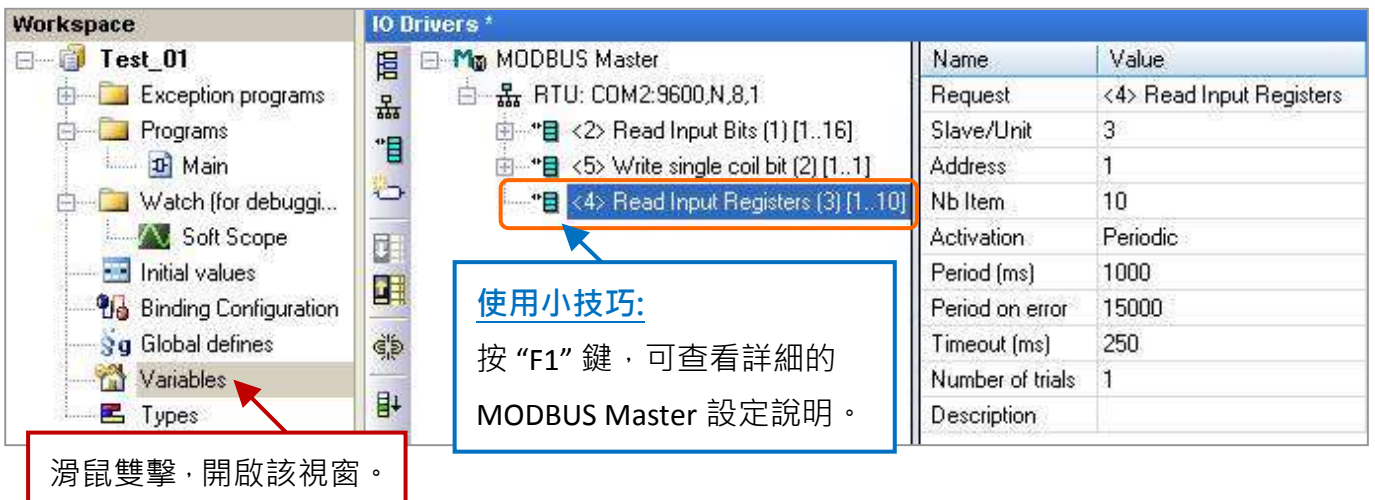 Workspace
Test_01
Exception programs
Programs
Main
Watch (for debuggi...
Soft Scope
Initial values
Binding Configuration
Global defines
Variables
Types
滑鼠雙擊,開啟該視窗。
IO Drivers *
MODBUS Master
RTU: COM2:9600,N,8,1
<2> Read Input Bits (1) [1..16]
<5> Write single coil bit (2) [1..1]
<4> Read Input Registers (3) [1..10]
使用小技巧:
按 “F1” 鍵,可查看詳細的
MODBUS Master 設定說明。
Name Value
Request <4> Read Input Registers
Slave/Unit 3
Address 1
Nb Item 10
Activation Periodic
Period (ms) 1000
Period on error 15000
Timeout (ms) 250
Number of trials 1
Description